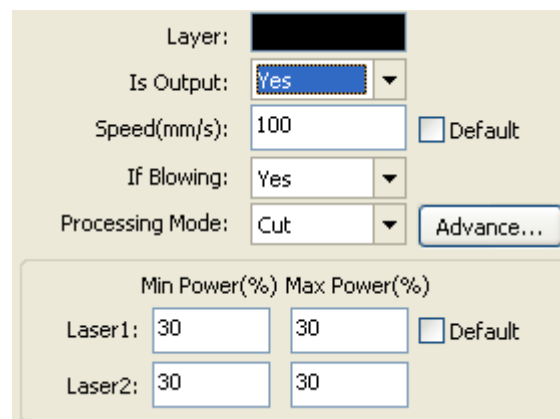 Layer:
Is Output: Yes
Speed(mm/s): 100 Default
If Blowing: Yes
Processing Mode: Cut Advance...
Min Power(%) Max Power(%)
Laser1: 30 30 Default
Laser2: 30 30